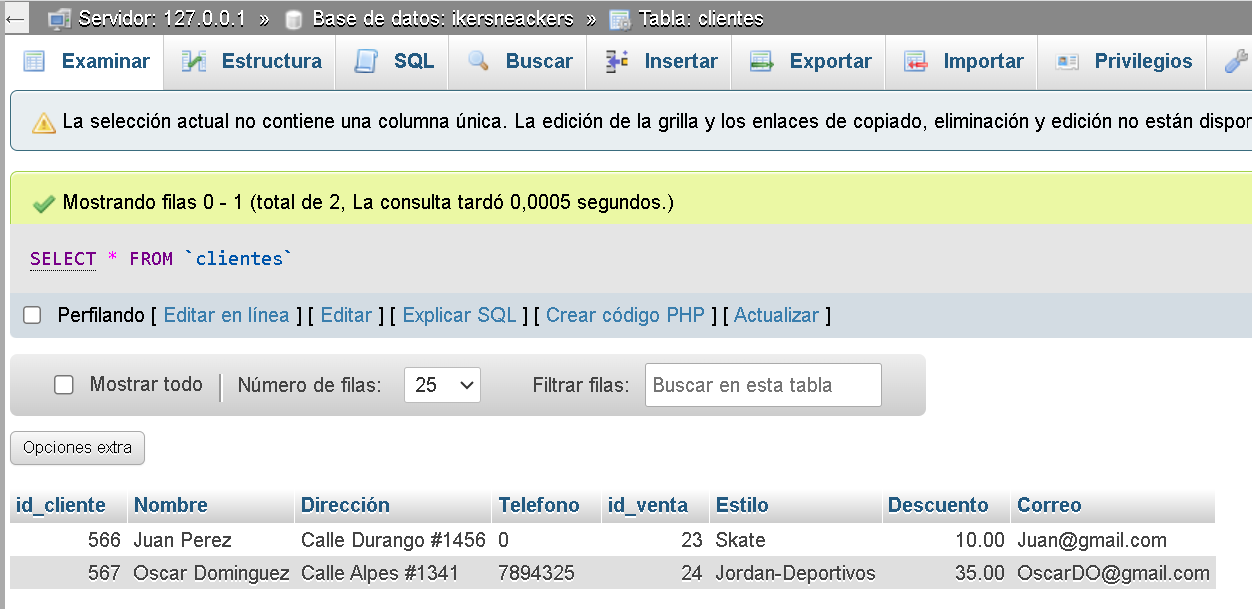 ← Servidor: 127.0.0.1 » Base de datos: ikersneackers » Tabla: clientes
Examinar Estructura SQL Buscar Insertar Exportar Importar Privilegios
La selección actual no contiene una columna única. La edición de la grilla y los enlaces de copiado, eliminación y edición no están dispor
Mostrando filas 0 - 1 (total de 2, La consulta tardó 0,0005 segundos.)
SELECT * FROM `clientes`
Perfilando [ Editar en línea ] [ Editar ] [ Explicar SQL ] [ Crear código PHP ] [ Actualizar ]
Mostrar todo Número de filas: 25 Filtrar filas: Buscar en esta tabla
Opciones extra
id_cliente Nombre Dirección Telefono id_venta Estilo Descuento Correo
566 Juan Perez Calle Durango #1456 0 23 Skate 10.00 Juan@gmail.com
567 Oscar Dominguez Calle Alpes #1341 7894325 24 Jordan-Deportivos 35.00 OscarDO@gmail.com